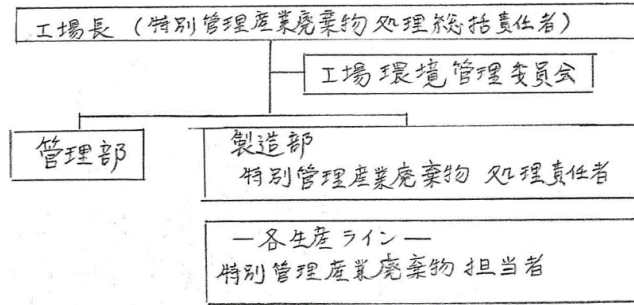 工場長（特別管理産業廃棄物処理総括責任者）
工場環境管理委員会
管理部
製造部
特別管理産業廃棄物 処理責任者
―各生産ライン―
特別管理産業廃棄物 担当者